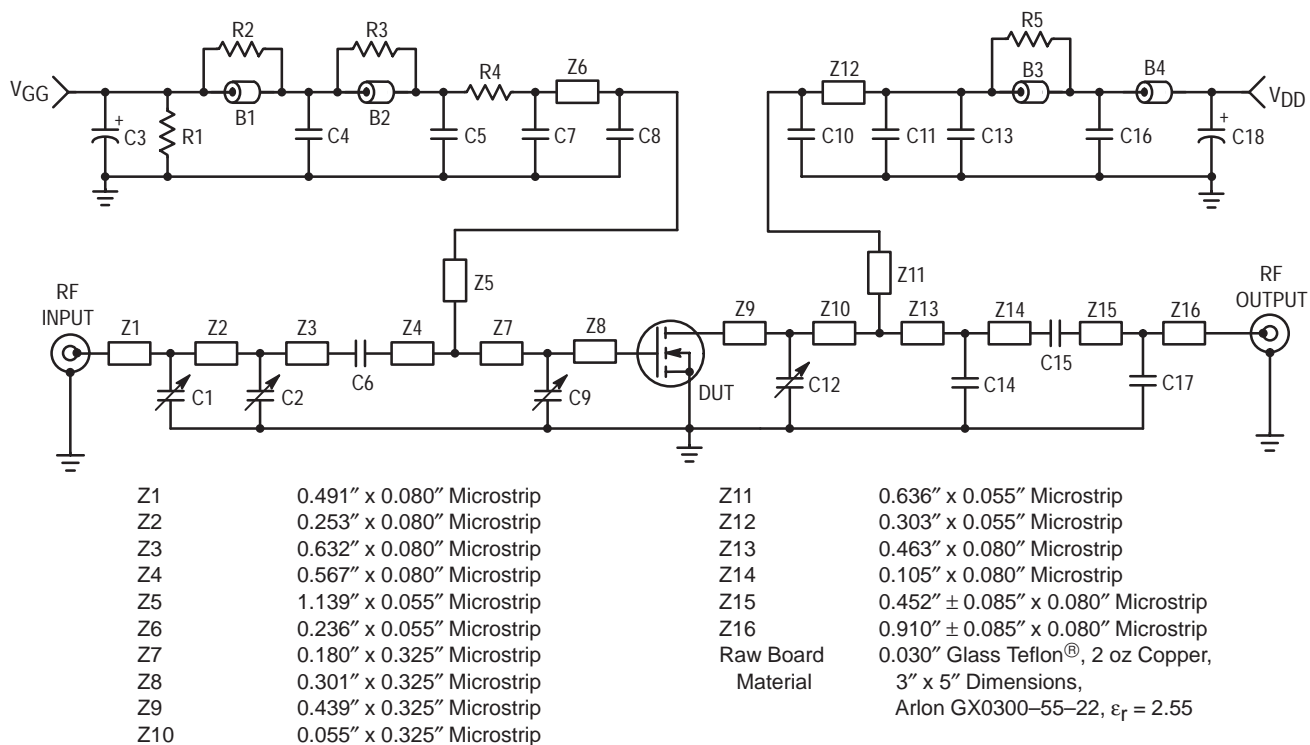 R2
R3
R4
Z6
VGG
B1
B2
+
C3
R1
C4
C5
C7
C8
R5
Z12
B3
B4
VDD
C10
C11
C13
C16
+
C18
Z5
Z11
RF
INPUT
Z1
Z2
Z3
Z4
Z7
Z8
Z9
Z10
Z13
Z14
Z15
Z16
RF
OUTPUT
C6
C15
C1
C2
C9
DUT
C12
C14
C17
Z1 0.491″ x 0.080″ Microstrip
Z2 0.253″ x 0.080″ Microstrip
Z3 0.632″ x 0.080″ Microstrip
Z4 0.567″ x 0.080″ Microstrip
Z5 1.139″ x 0.055″ Microstrip
Z6 0.236″ x 0.055″ Microstrip
Z7 0.180″ x 0.325″ Microstrip
Z8 0.301″ x 0.325″ Microstrip
Z9 0.439″ x 0.325″ Microstrip
Z10 0.055″ x 0.325″ Microstrip
Z11 0.636″ x 0.055″ Microstrip
Z12 0.303″ x 0.055″ Microstrip
Z13 0.463″ x 0.080″ Microstrip
Z14 0.105″ x 0.080″ Microstrip
Z15 0.452″ ± 0.085″ x 0.080″ Microstrip
Z16 0.910″ ± 0.085″ x 0.080″ Microstrip
Raw Board 0.030″ Glass Teflon®, 2 oz Copper,
Material 3″ x 5″ Dimensions,
Arlon GX0300–55–22, εr = 2.55